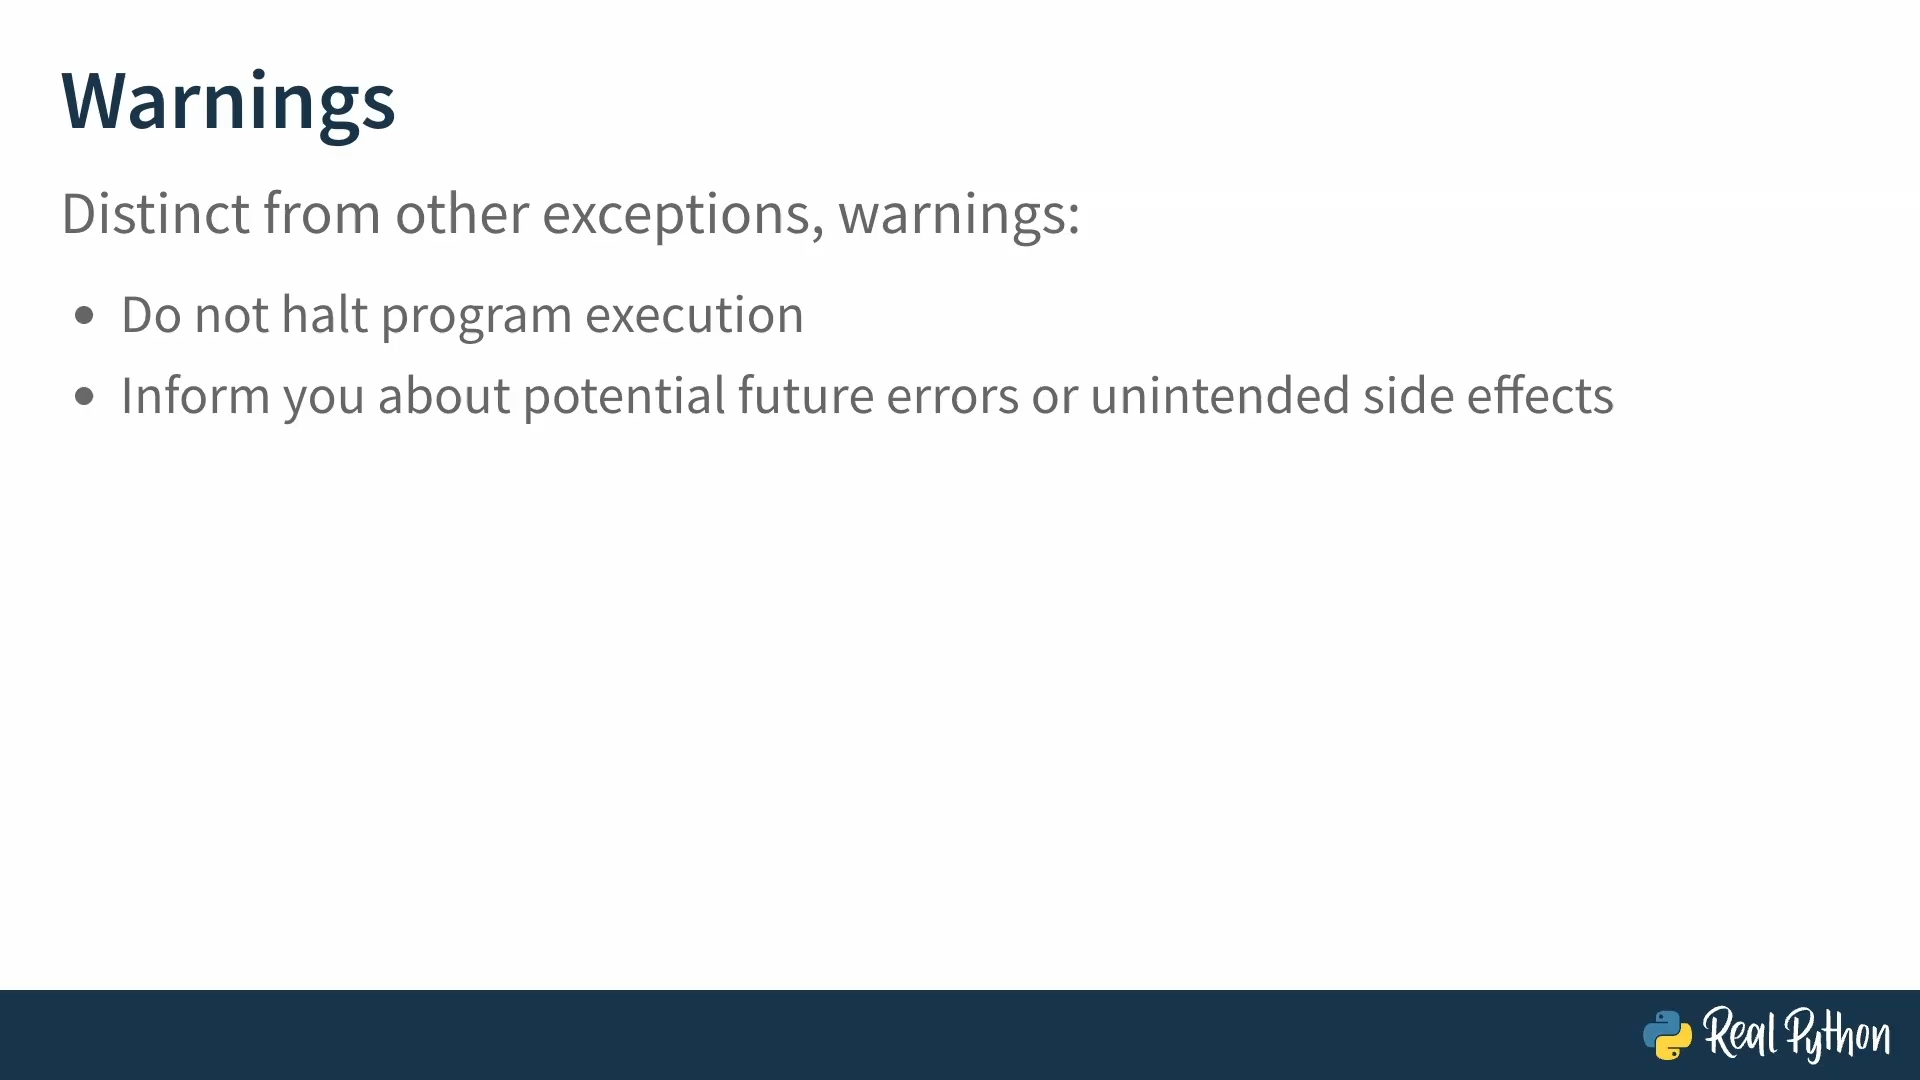 Warnings
Distinct from other exceptions, warnings:
• Do not halt program execution
• Inform you about potential future errors or unintended side effects
Real Python